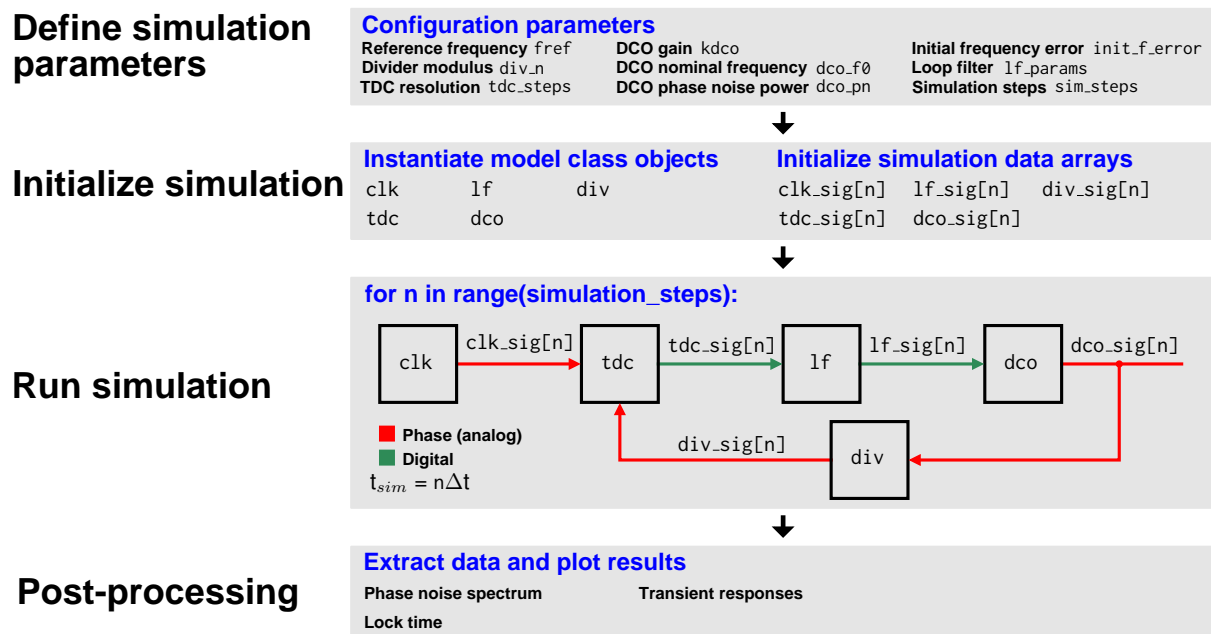 Define simulation
parameters
Configuration parameters
Reference frequency fref
DCO gain kdco
Initial frequency error init_f_error
Divider modulus div_n
DCO nominal frequency dco_f0
Loop filter lf_params
TDC resolution tdc_steps
DCO phase noise power dco_pn
Simulation steps sim_steps
Initialize simulation
Instantiate model class objects
clk lf div
tdc dco
Initialize simulation data arrays
clk_sig[n] lf_sig[n] div_sig[n]
tdc_sig[n] dco_sig[n]
Run simulation
for n in range(simulation_steps):
clk
clk_sig[n]
tdc
tdc_sig[n]
lf
lf_sig[n]
dco
dco_sig[n]
Phase (analog)
Digital
div_sig[n]
div
t_sim = nΔt
Post-processing
Extract data and plot results
Phase noise spectrum
Transient responses
Lock time